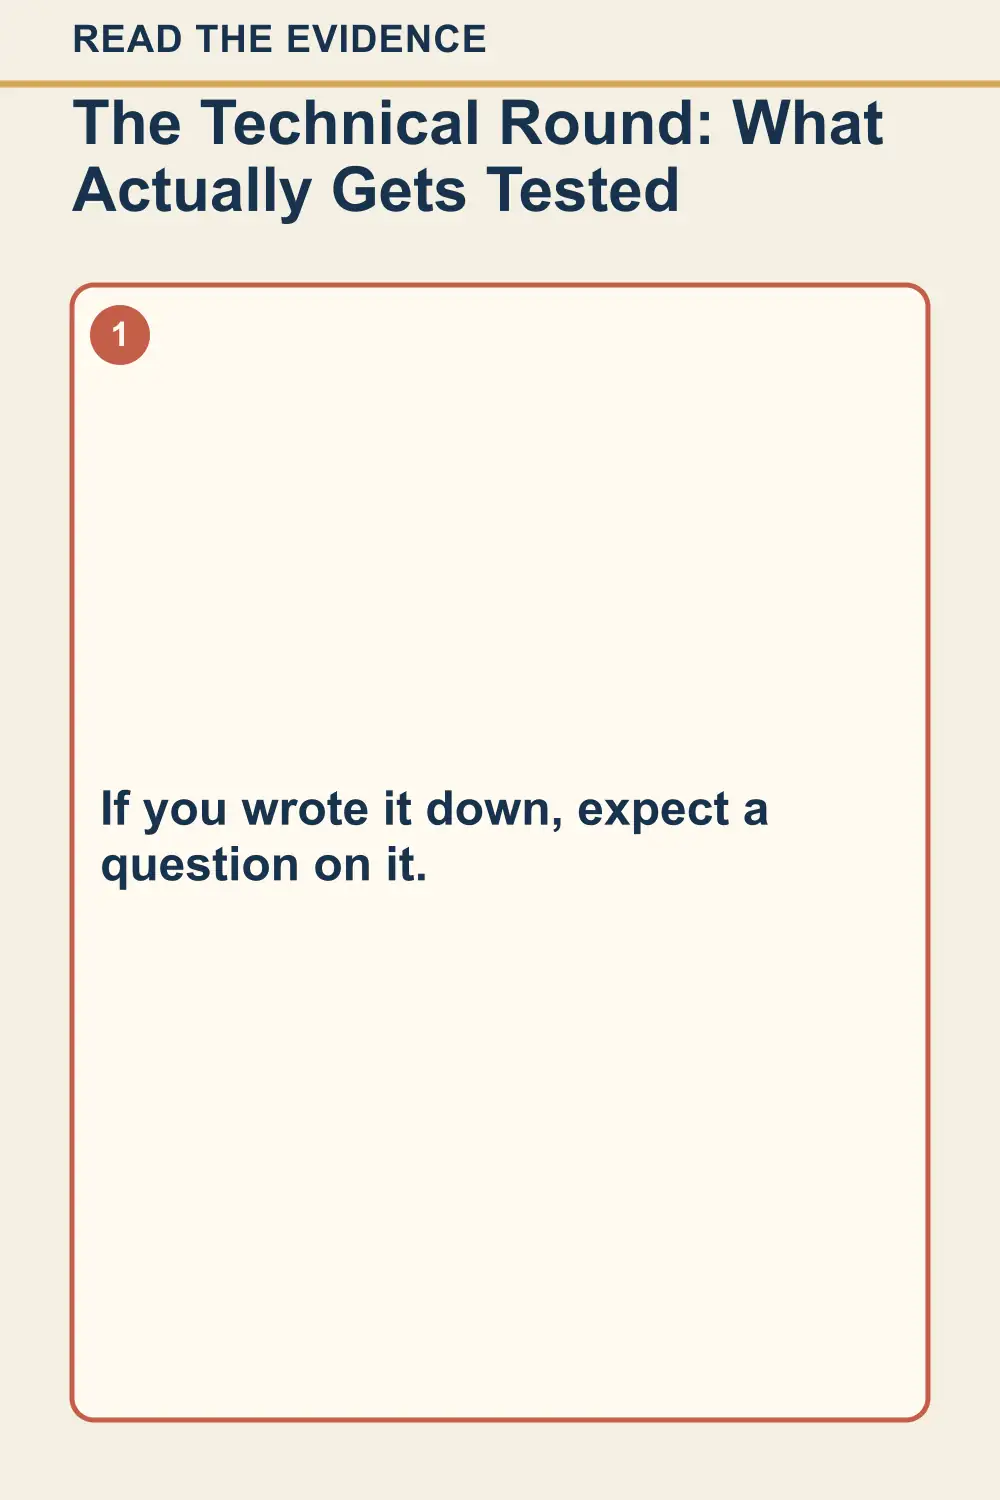 READ THE EVIDENCE
The Technical Round: What
Actually Gets Tested
1
If you wrote it down, expect a
question on it.